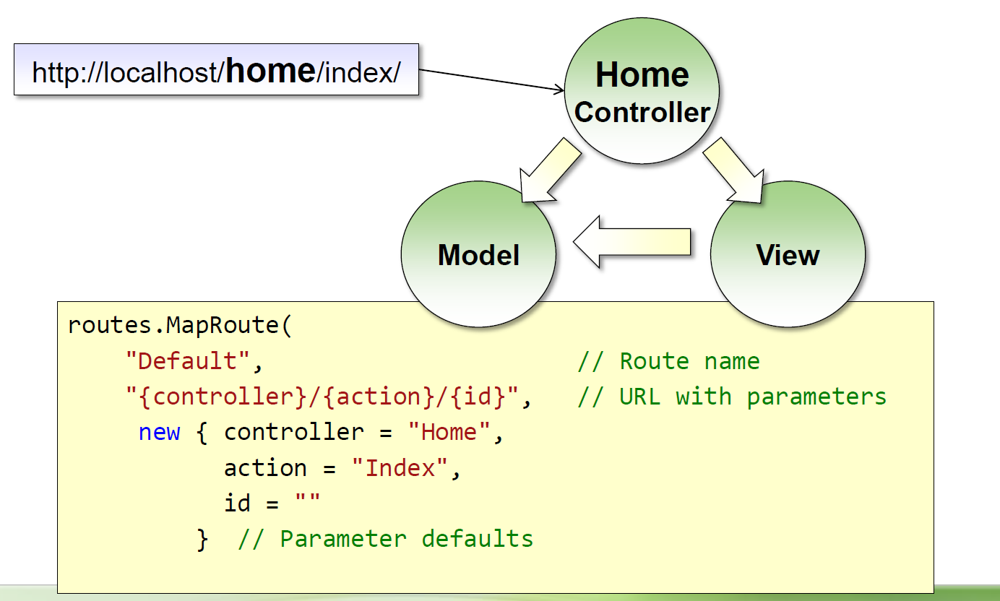 http://localhost/home/index/
Home
Controller
Model
View
routes.MapRoute(
"Default", // Route name
"{controller}/{action}/{id}", // URL with parameters
new { controller = "Home",
action = "Index",
id = ""
} // Parameter defaults